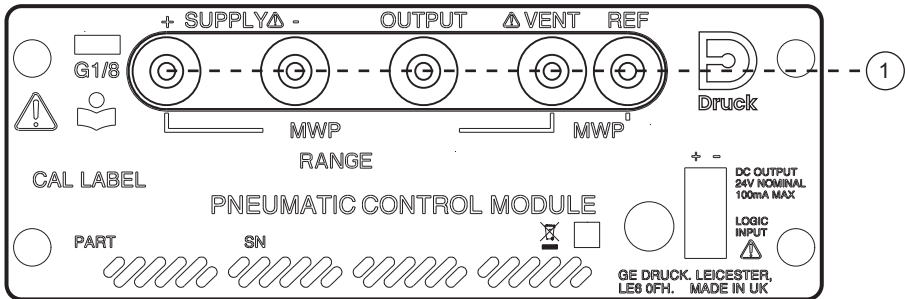 + SUPPLY⚠ - OUTPUT ⚠ VENT REF
G1/8
1
Druck
MWP MWP
RANGE
CAL LABEL
+ -
DC OUTPUT
24V NOMINAL
100mA MAX
PNEUMATIC CONTROL MODULE
LOGIC
INPUT
PART SN
GE DRUCK. LEICESTER,
LE6 0FH. MADE IN UK